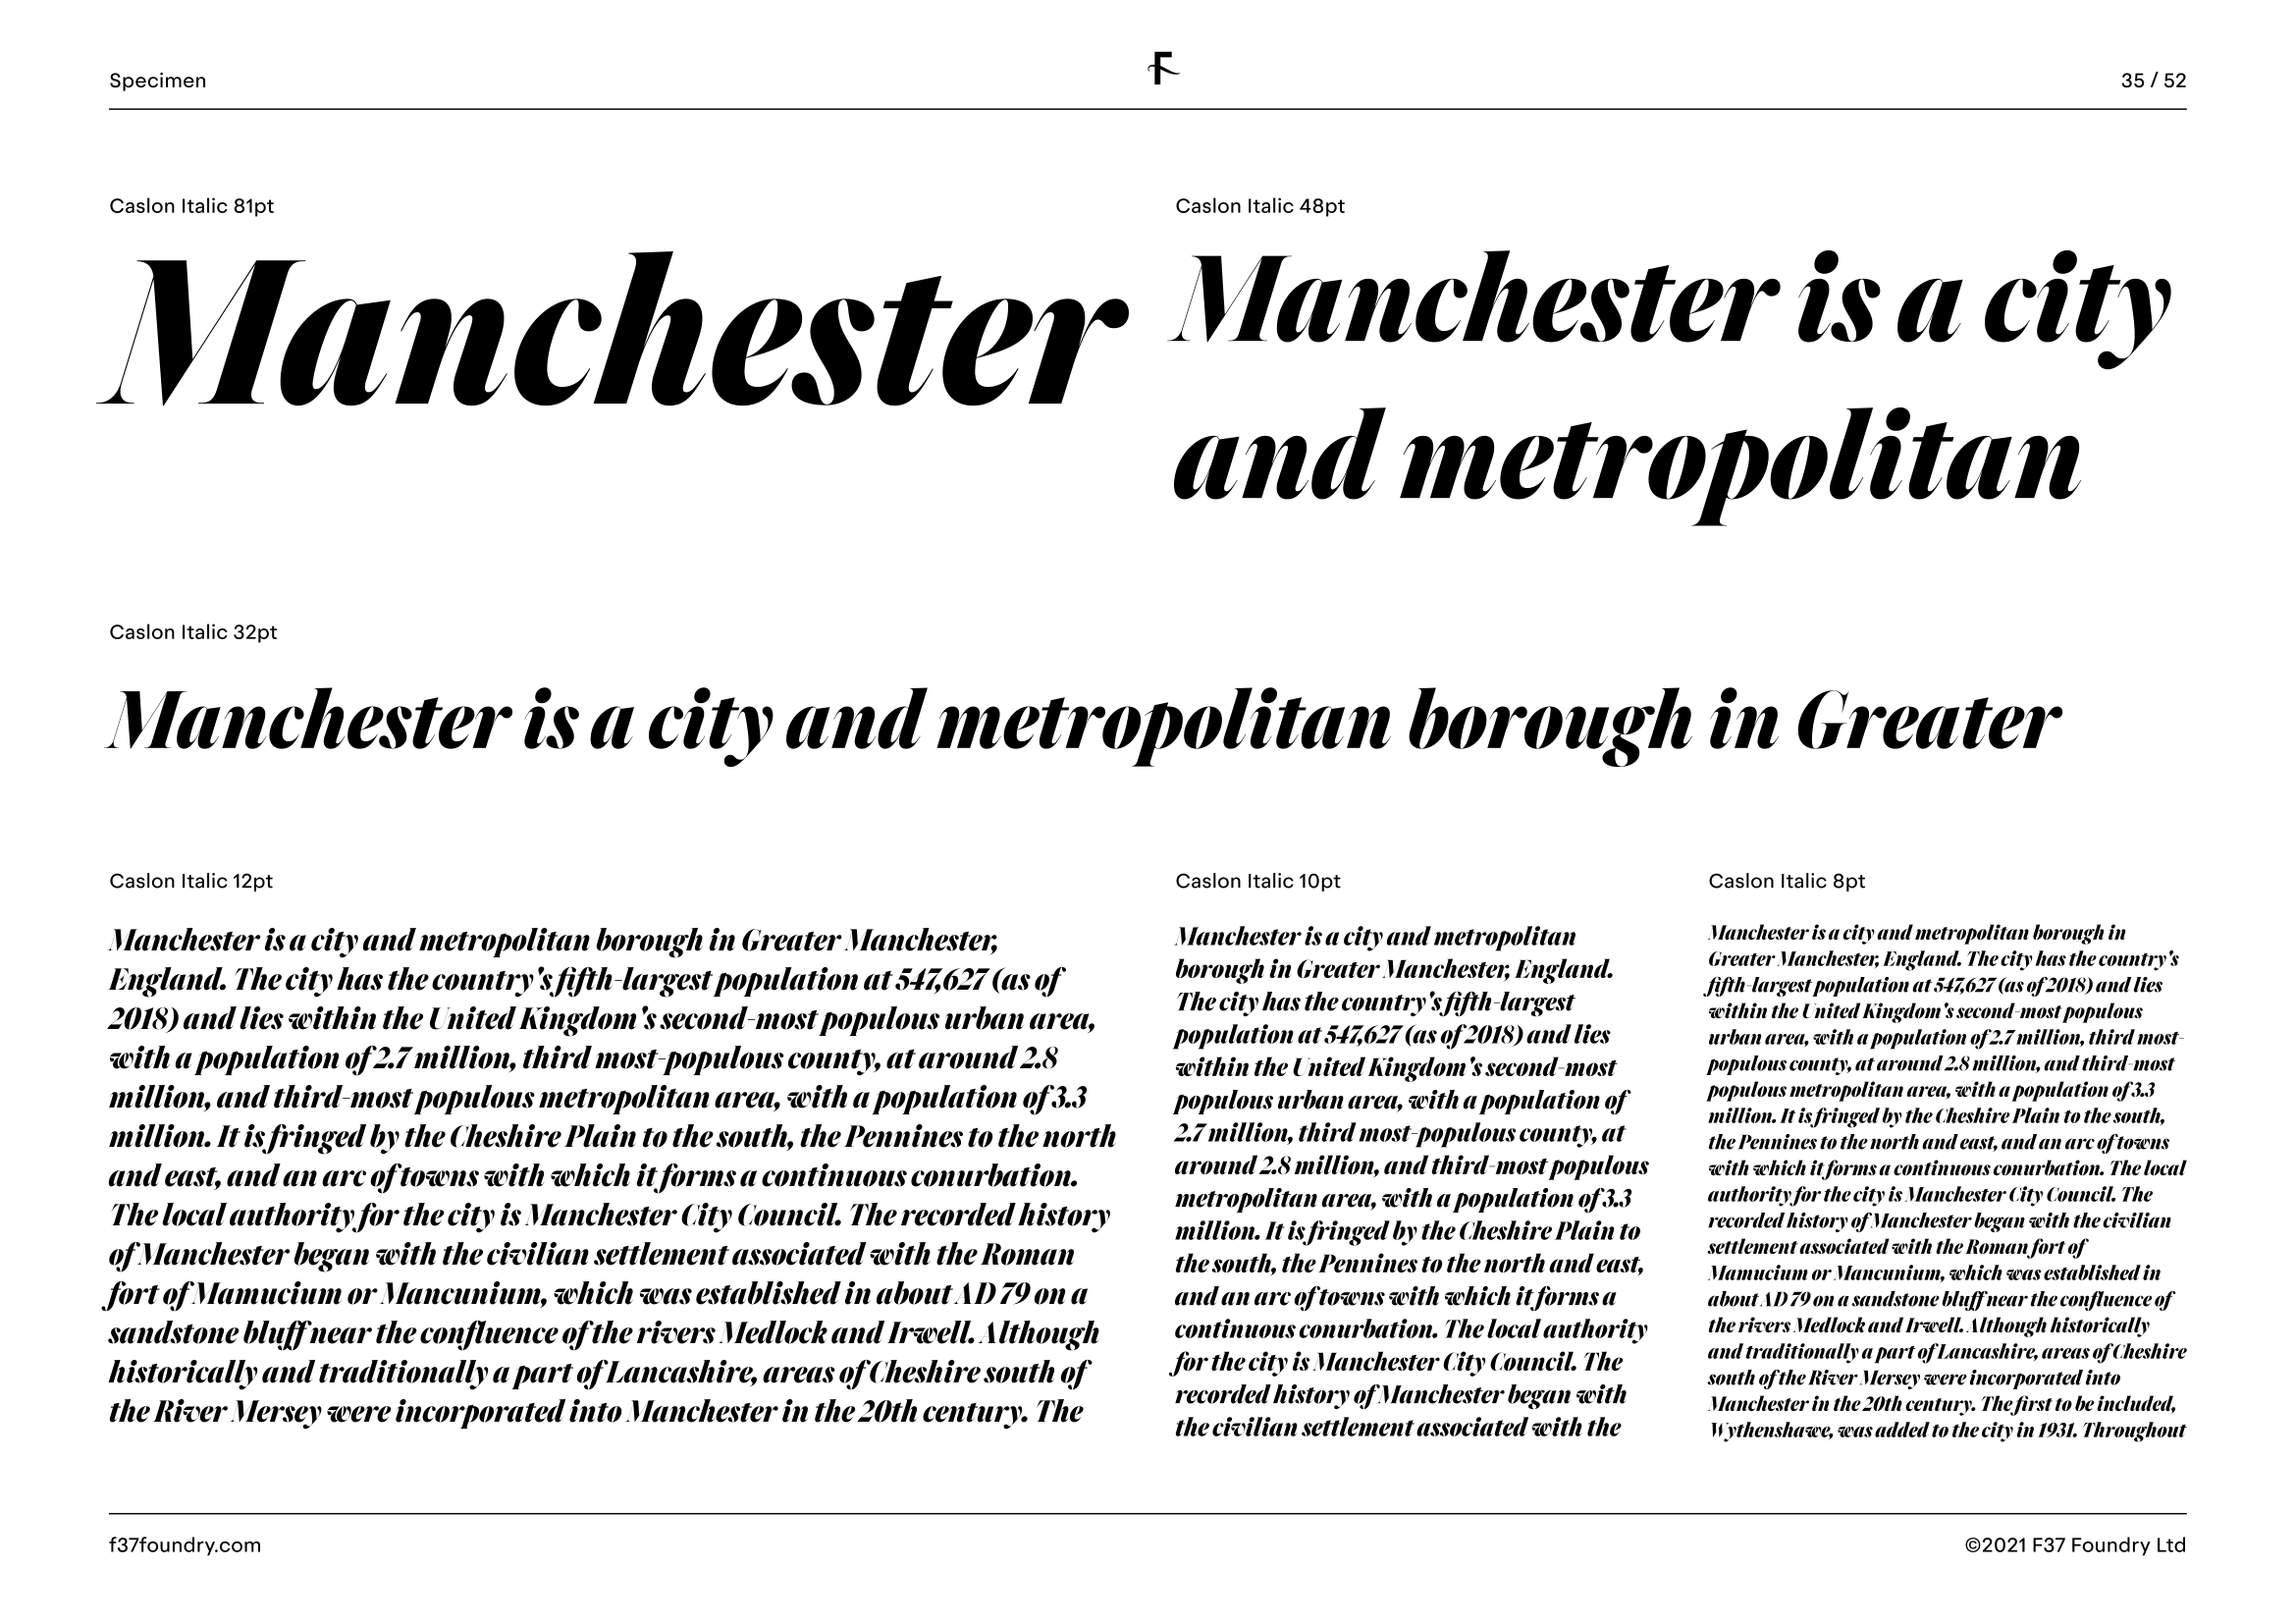 Specimen
F
35 / 52
Caslon Italic 81pt
Manchester
Caslon Italic 48pt
Manchester is a city
and metropolitan
Caslon Italic 32pt
Manchester is a city and metropolitan borough in Greater
Caslon Italic 12pt
Manchester is a city and metropolitan borough in Greater Manchester,
England. The city has the country's fifth-largest population at 547,627 (as of
2018) and lies within the United Kingdom's second-most populous urban area,
with a population of 2.7 million, third most-populous county, at around 2.8
million, and third-most populous metropolitan area, with a population of 3.3
million. It is fringed by the Cheshire Plain to the south, the Pennines to the north
and east, and an arc of towns with which it forms a continuous conurbation.
The local authority for the city is Manchester City Council. The recorded history
of Manchester began with the civilian settlement associated with the Roman
fort of Mamucium or Mancunium, which was established in about AD 79 on a
sandstone bluff near the confluence of the rivers Medlock and Irwell. Although
historically and traditionally a part of Lancashire, areas of Cheshire south of
the River Mersey were incorporated into Manchester in the 20th century. The
Caslon Italic 10pt
Manchester is a city and metropolitan
borough in Greater Manchester, England.
The city has the country's fifth-largest
population at 547,627 (as of 2018) and lies
within the United Kingdom's second-most
populous urban area, with a population of
2.7 million, third most-populous county, at
around 2.8 million, and third-most populous
metropolitan area, with a population of 3.3
million. It is fringed by the Cheshire Plain to
the south, the Pennines to the north and east,
and an arc of towns with which it forms a
continuous conurbation. The local authority
for the city is Manchester City Council. The
recorded history of Manchester began with
the civilian settlement associated with the
Caslon Italic 8pt
Manchester is a city and metropolitan borough in
Greater Manchester, England. The city has the country's
fifth-largest population at 547,627 (as of 2018) and lies
within the United Kingdom's second-most populous
urban area, with a population of 2.7 million, third most-
populous county, at around 2.8 million, and third-most
populous metropolitan area, with a population of 3.3
million. It is fringed by the Cheshire Plain to the south,
the Pennines to the north and east, and an arc of towns
with which it forms a continuous conurbation. The local
authority for the city is Manchester City Council. The
recorded history of Manchester began with the civilian
settlement associated with the Roman fort of
Mamucium or Mancunium, which was established in
about AD 79 on a sandstone bluff near the confluence of
the rivers Medlock and Irwell. Although historically
and traditionally a part of Lancashire, areas of Cheshire
south of the River Mersey were incorporated into
Manchester in the 20th century. The first to be included,
Wythenshawe, was added to the city in 1931. Throughout
f37foundry.com
©2021 F37 Foundry Ltd